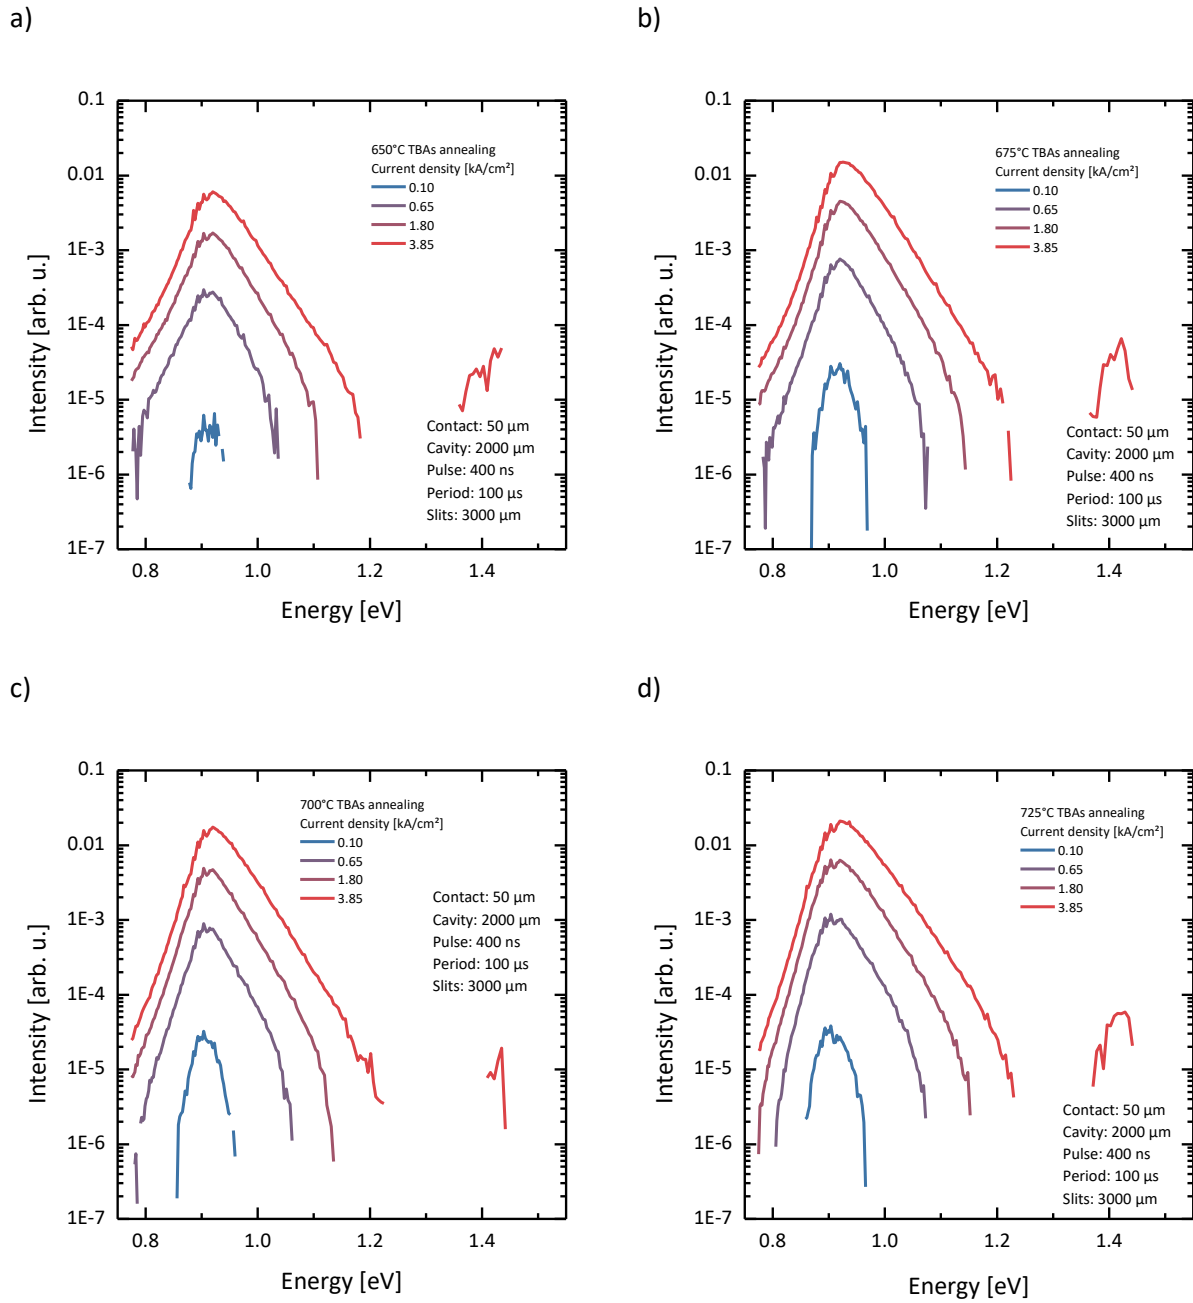 a)
0.1
0.01
1E-3
1E-4
1E-5
1E-6
1E-7
Intensity [arb. u.]
650°C TBAs annealing
Current density [kA/cm²]
0.10
0.65
1.80
3.85
Contact: 50 µm
Cavity: 2000 µm
Pulse: 400 ns
Period: 100 µs
Slits: 3000 µm
0.8 1.0 1.2 1.4
Energy [eV]
b)
0.1
0.01
1E-3
1E-4
1E-5
1E-6
1E-7
Intensity [arb. u.]
675°C TBAs annealing
Current density [kA/cm²]
0.10
0.65
1.80
3.85
Contact: 50 µm
Cavity: 2000 µm
Pulse: 400 ns
Period: 100 µs
Slits: 3000 µm
0.8 1.0 1.2 1.4
Energy [eV]
c)
0.1
0.01
1E-3
1E-4
1E-5
1E-6
1E-7
Intensity [arb. u.]
700°C TBAs annealing
Current density [kA/cm²]
0.10
0.65
1.80
3.85
Contact: 50 µm
Cavity: 2000 µm
Pulse: 400 ns
Period: 100 µs
Slits: 3000 µm
0.8 1.0 1.2 1.4
Energy [eV]
d)
0.1
0.01
1E-3
1E-4
1E-5
1E-6
1E-7
Intensity [arb. u.]
725°C TBAs annealing
Current density [kA/cm²]
0.10
0.65
1.80
3.85
Contact: 50 µm
Cavity: 2000 µm
Pulse: 400 ns
Period: 100 µs
Slits: 3000 µm
0.8 1.0 1.2 1.4
Energy [eV]